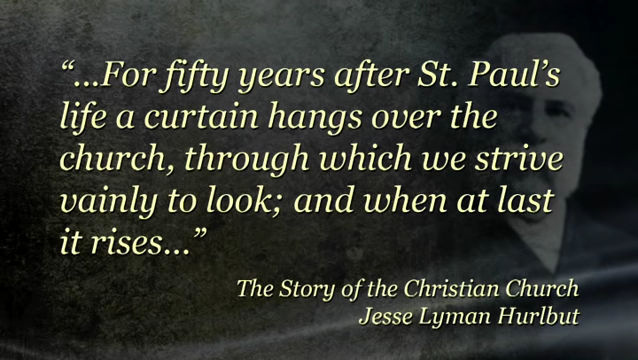 “...For fifty years after St. Paul’s
life a curtain hangs over the
church, through which we strive
vainly to look; and when at last
it rises...”
The Story of the Christian Church
Jesse Lyman Hurlbut